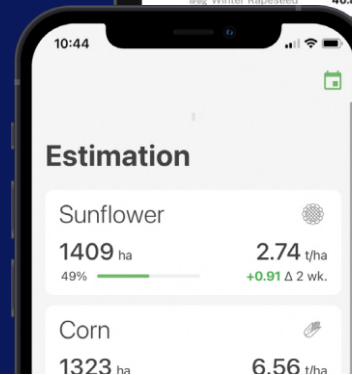 Winter Rapeseed
10:44
Estimation
Sunflower
1409 ha 2.74 t/ha
49% +0.91 Δ 2 wk.
Corn
1323 ha 6.56 t/ha